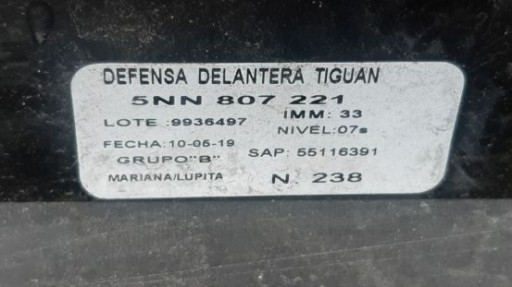 DEFENSA DELANTERA TIGUAN
5NN 807 221
LOTE :9936497 IMM: 33
NIVEL:07s
FECHA:10-05-19
GRUPO"B" SAP: 55116391
MARIANA/LUPITA N. 238